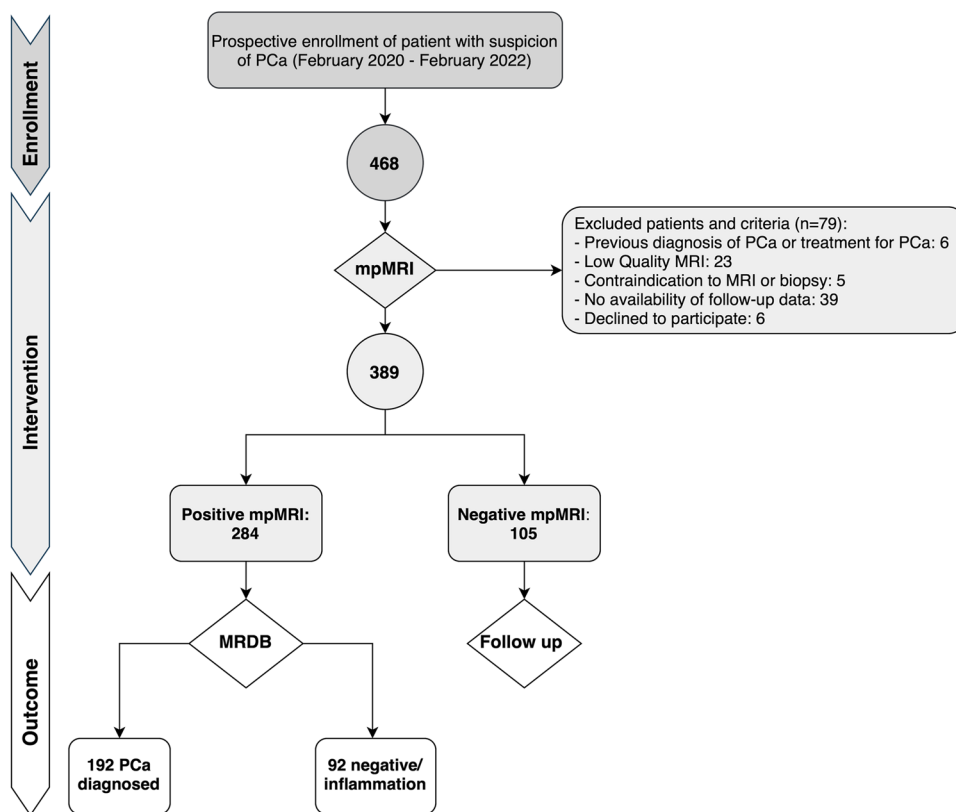 Enrollment
Prospective enrollment of patient with suspicion
of PCa (February 2020 - February 2022)
468
Intervention
mpMRI
Excluded patients and criteria (n=79):
- Previous diagnosis of PCa or treatment for PCa: 6
- Low Quality MRI: 23
- Contraindication to MRI or biopsy: 5
- No availability of follow-up data: 39
- Declined to participate: 6
389
Positive mpMRI:
284
Negative mpMRI:
105
Outcome
MRDB
Follow up
192 PCa
diagnosed
92 negative/
inflammation